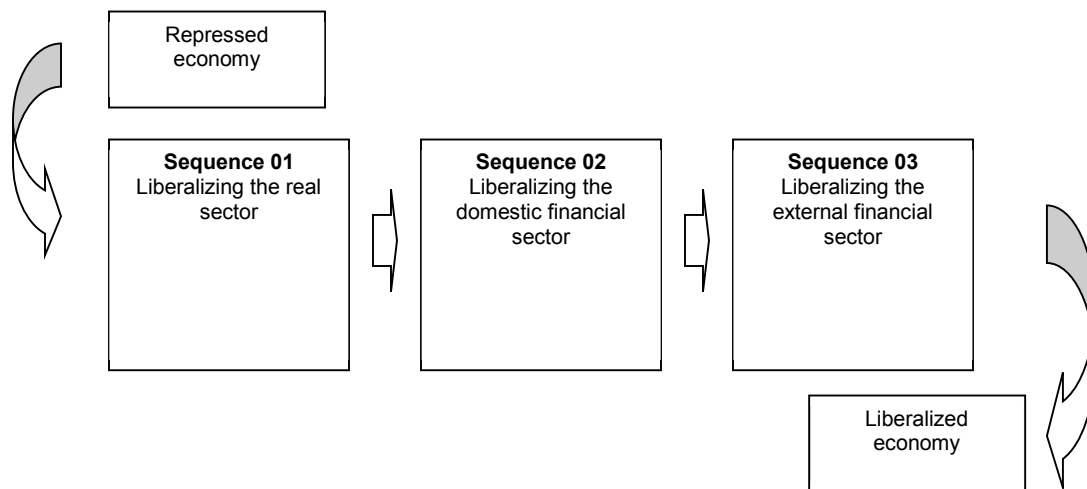 Repressed
economy
Sequence 01
Liberalizing the real
sector
Sequence 02
Liberalizing the
domestic financial
sector
Sequence 03
Liberalizing the
external financial
sector
Liberalized
economy